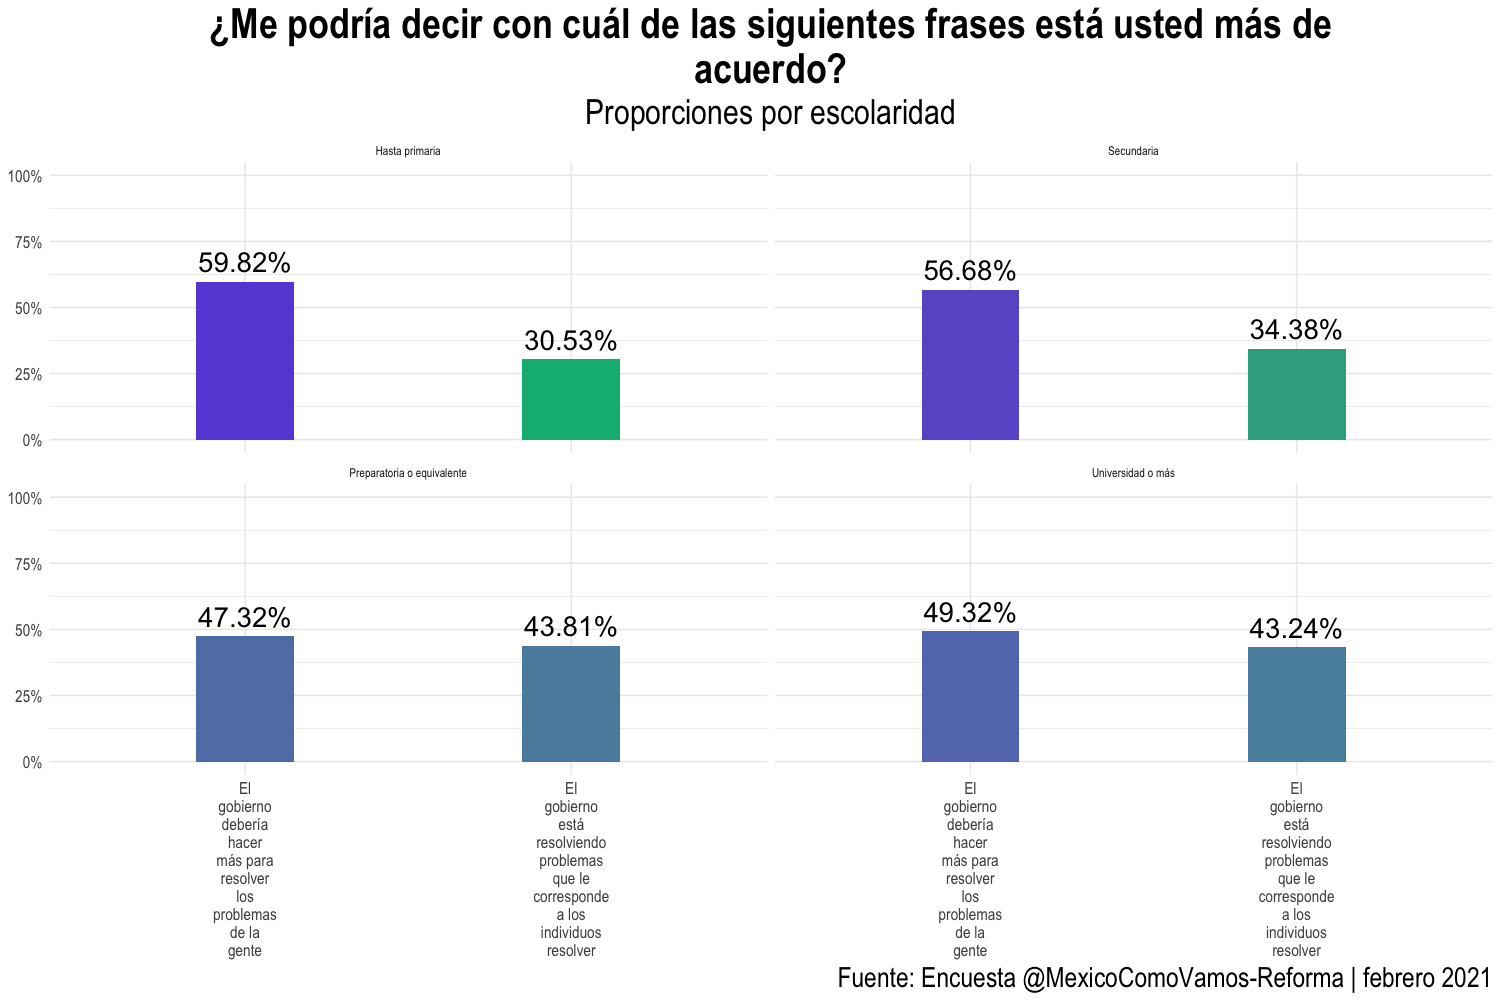 ¿Me podría decir con cuál de las siguientes frases está usted más de
acuerdo?
Proporciones por escolaridad
Hasta primaria
Secundaria
100%
75%
50%
25%
0%
59.82%
30.53%
56.68%
34.38%
Preparatoria o equivalente
Universidad o más
100%
75%
50%
25%
0%
47.32%
43.81%
49.32%
43.24%
El
gobierno
debería
hacer
más para
resolver
los
problemas
de la
gente
El
gobierno
está
resolviendo
problemas
que le
corresponde
a los
individuos
resolver
El
gobierno
debería
hacer
más para
resolver
los
problemas
de la
gente
El
gobierno
está
resolviendo
problemas
que le
corresponde
a los
individuos
resolver
Fuente: Encuesta @MexicoComoVamos-Reforma | febrero 2021